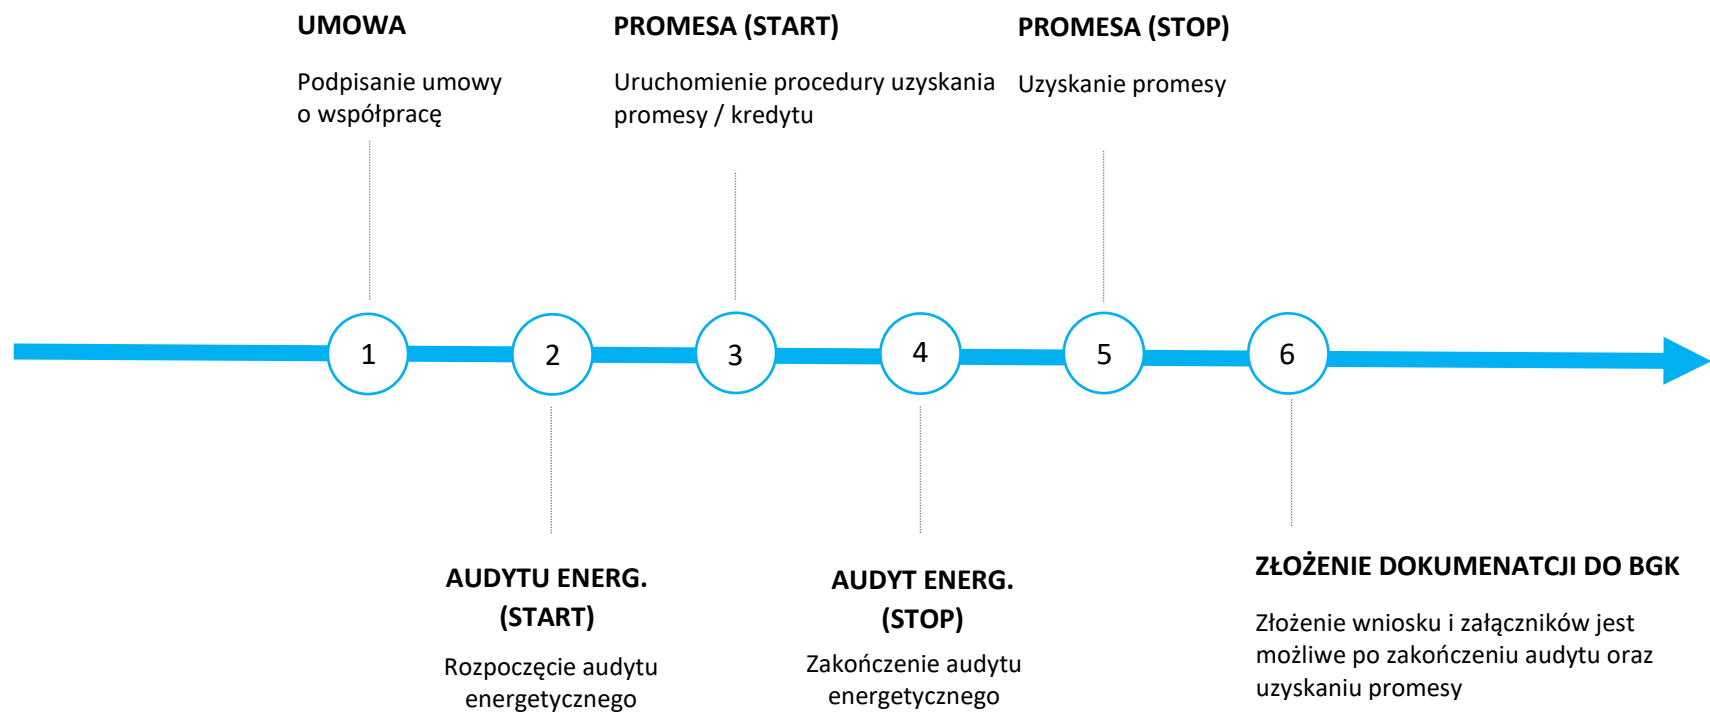 UMOWA
Podpisanie umowy
o współpracę
PROMESA (START)
Uruchomienie procedury uzyskania
promesy / kredytu
PROMESA (STOP)
Uzyskanie promesy
1
2
3
4
5
6
AUDYTU ENERG.
(START)
Rozpoczęcie audytu
energetycznego
AUDYT ENERG.
(STOP)
Zakończenie audytu
energetycznego
ZŁOŻENIE DOKUMENATCJI DO BGK
Złożenie wniosku i załączników jest
możliwe po zakończeniu audytu oraz
uzyskaniu promesy